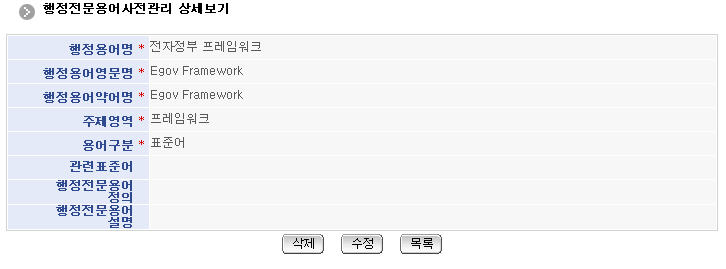 행정전문용어사전관리 상세보기
행정용어명 * 전자정부 프레임워크
행정용어영문명 * Egov Framework
행정용어약어명 * Egov Framework
주제영역 * 프레임워크
용어구분 * 표준어
관련표준어
행정전문용어
정의
행정전문용어
설명
삭제 수정 목록